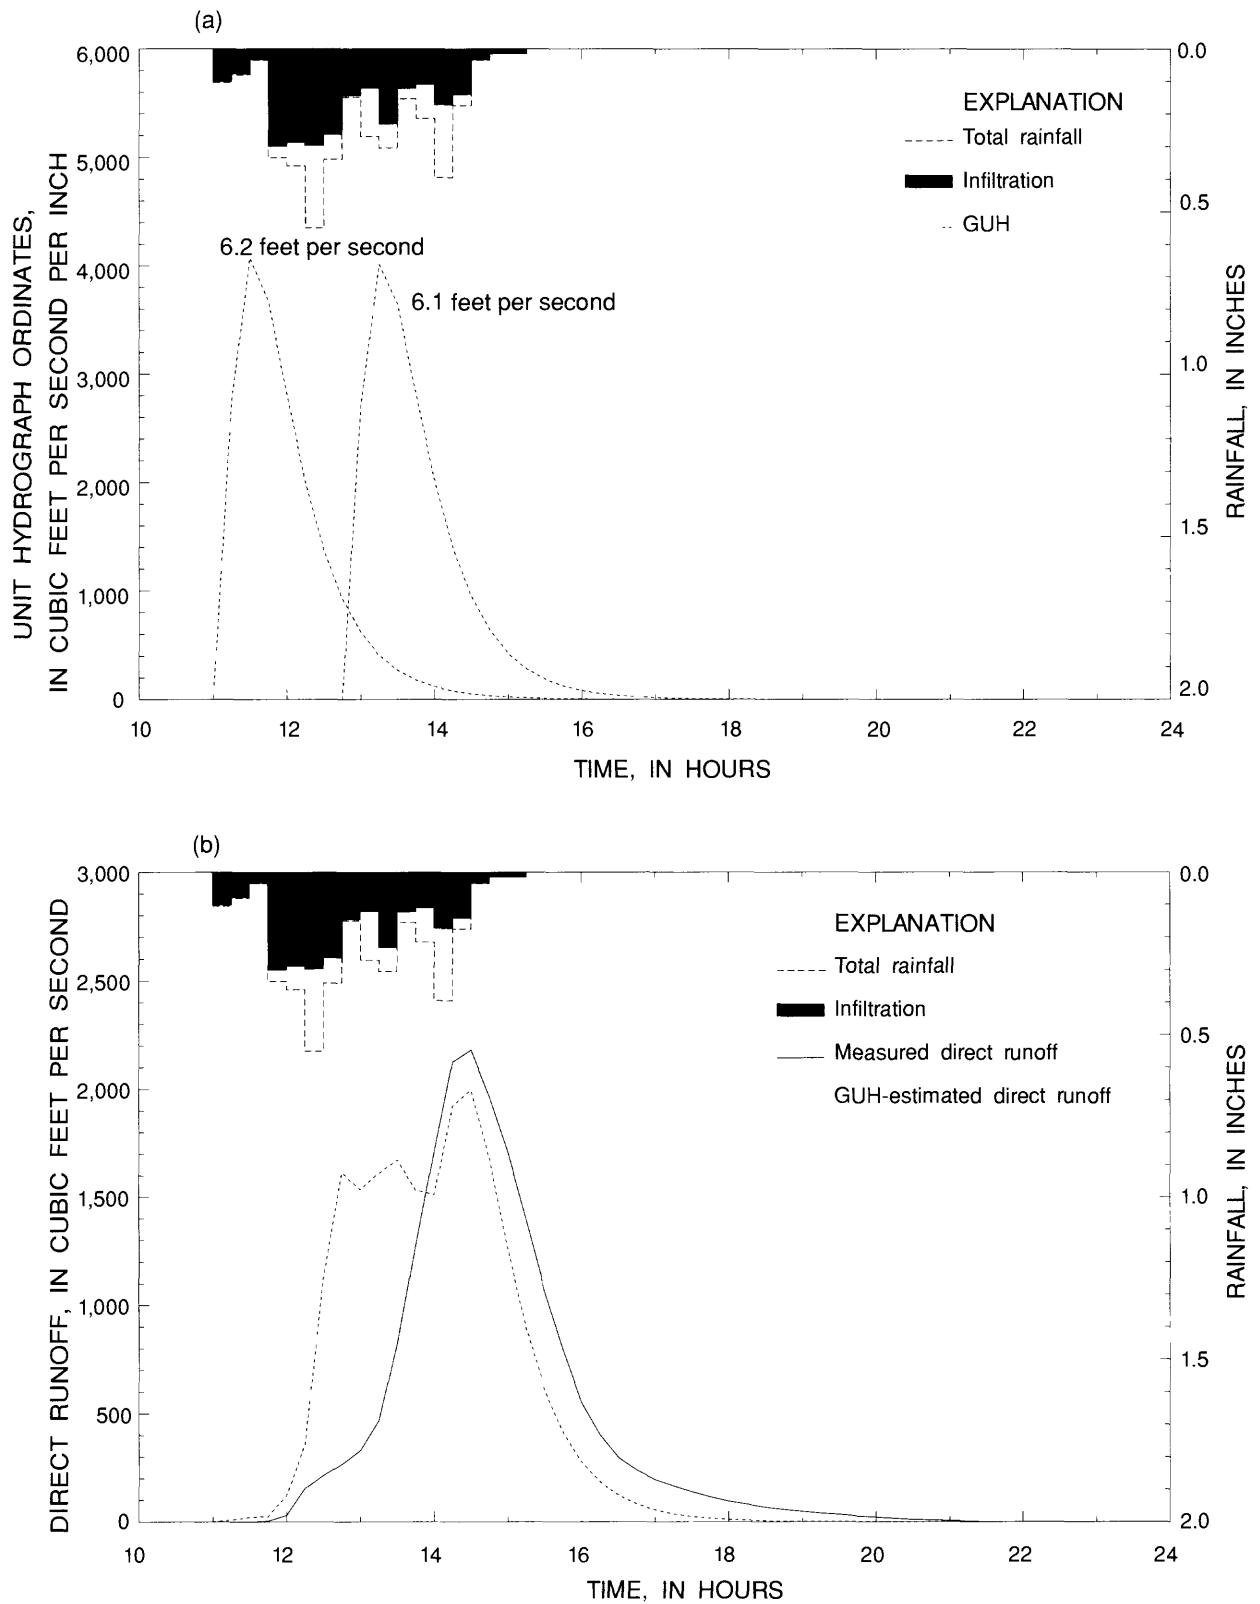 (a)
6,000
5,000
4,000
3,000
2,000
1,000
0
UNIT HYDROGRAPH ORDINATES,
IN CUBIC FEET PER SECOND PER INCH
EXPLANATION
Total rainfall
Infiltration
GUH
6.2 feet per second
6.1 feet per second
0.0
0.5
1.0
1.5
2.0
RAINFALL, IN INCHES
10 12 14 16 18 20 22 24
TIME, IN HOURS
(b)
3,000
2,500
2,000
1,500
1,000
500
0
DIRECT RUNOFF, IN CUBIC FEET PER SECOND
EXPLANATION
Total rainfall
Infiltration
Measured direct runoff
GUH-estimated direct runoff
0.0
0.5
1.0
1.5
2.0
RAINFALL, IN INCHES
10 12 14 16 18 20 22 24
TIME, IN HOURS